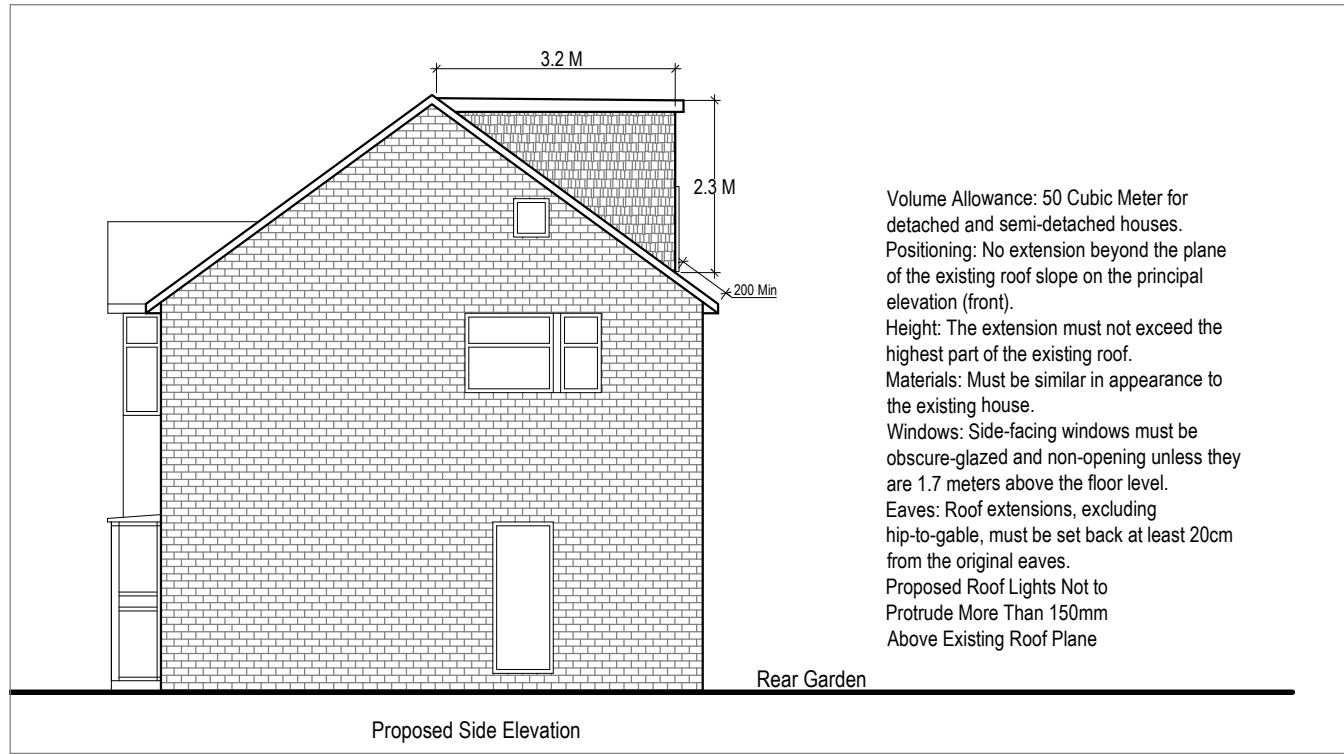 3.2 M
2.3 M
200 Min
Volume Allowance: 50 Cubic Meter for
detached and semi-detached houses.
Positioning: No extension beyond the plane
of the existing roof slope on the principal
elevation (front).
Height: The extension must not exceed the
highest part of the existing roof.
Materials: Must be similar in appearance to
the existing house.
Windows: Side-facing windows must be
obscure-glazed and non-opening unless they
are 1.7 meters above the floor level.
Eaves: Roof extensions, excluding
hip-to-gable, must be set back at least 20cm
from the original eaves.
Proposed Roof Lights Not to
Protrude More Than 150mm
Above Existing Roof Plane
Rear Garden
Proposed Side Elevation